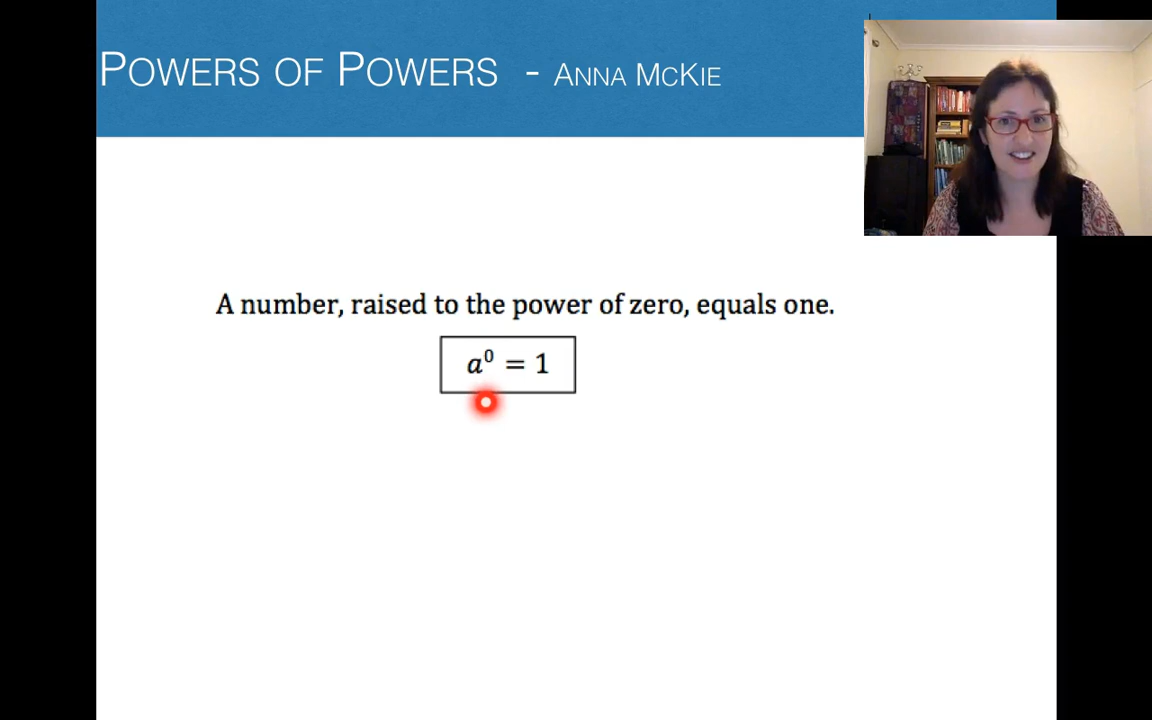 POWERS OF POWERS - ANNA MCKIE
A number, raised to the power of zero, equals one.
a⁰ = 1